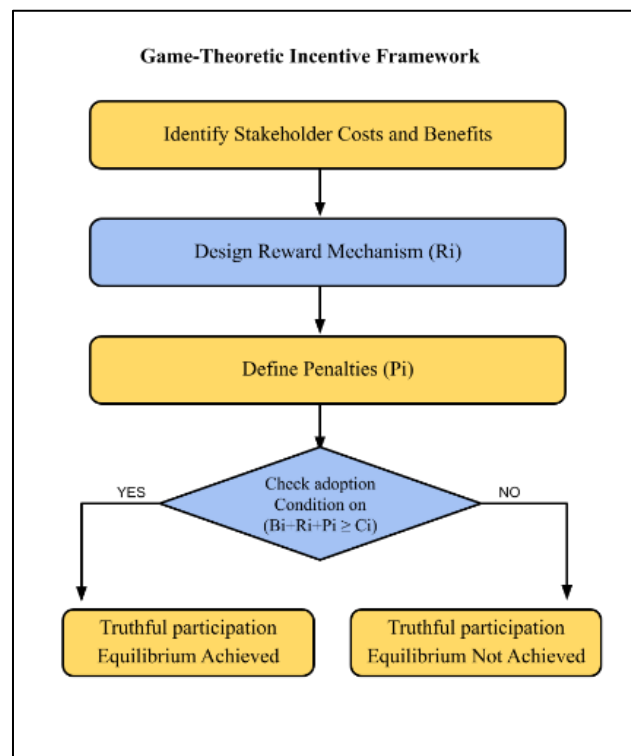 Game-Theoretic Incentive Framework
Identify Stakeholder Costs and Benefits
Design Reward Mechanism (Ri)
Define Penalties (Pi)
Check adoption
Condition on
(Bi+Ri+Pi ≥ Ci)
YES
NO
Truthful participation
Equilibrium Achieved
Truthful participation
Equilibrium Not Achieved